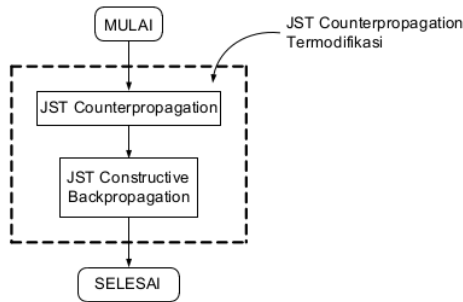 MULAI
JST Counterpropagation
Termodifikasi
JST Counterpropagation
JST Constructive
Backpropagation
SELESAI